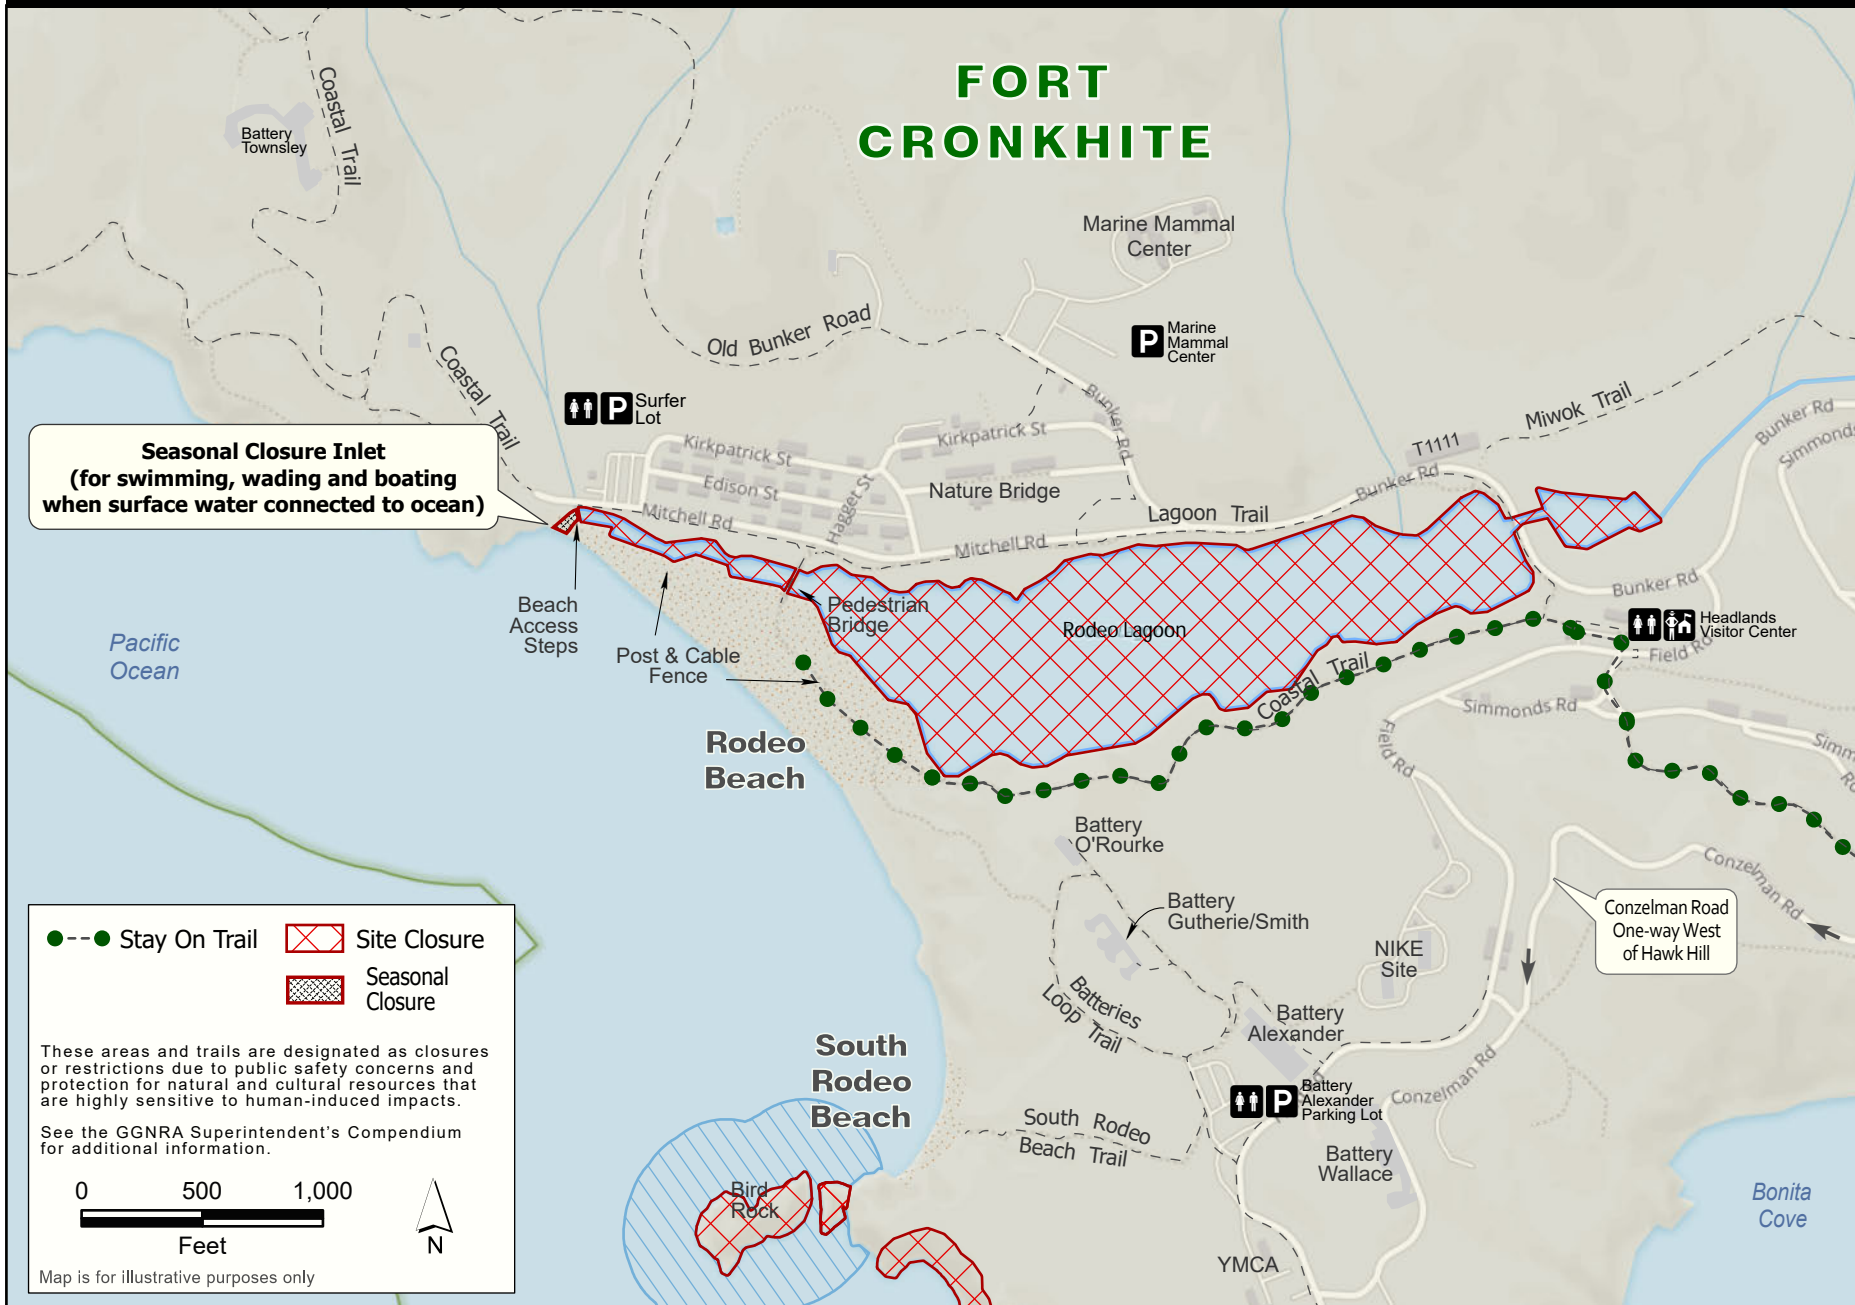 FORT
CRONKHITE
Coastal Trail
Battery
Townsley
Marine Mammal
Center
Old Bunker Road
P
Marine
Mammal
Center
Coastal Trail
P
Surfer
Lot
Bunker Rd
Miwok Trail
Bunker Rd
Simmonds
Kirkpatrick St
Kirkpatrick St
T1111
Seasonal Closure Inlet
(for swimming, wading and boating
when surface water connected to ocean)
Edison St
Hagget St
Nature Bridge
Bunker Rd
Mitchell Rd
Lagoon Trail
Mitchell Rd
Bunker Rd
Beach
Access
Steps
Pedestrian
Bridge
Rodeo Lagoon
Headlands
Visitor Center
Field Rd
Pacific
Ocean
Post & Cable
Fence
Coastal Trail
Simmonds Rd
Field Rd
Simm
Rd
Rodeo
Beach
Battery
O'Rourke
Conzelman Rd
Battery
Gutherie/Smith
Conzelman Road
One-way West
of Hawk Hill
NIKE
Site
Batteries
Loop Trail
Battery
Alexander
South
Rodeo
Beach
Conzelman Rd
P
Battery
Alexander
Parking Lot
South Rodeo
Beach Trail
Battery
Wallace
Bird
Rock
Bonita
Cove
YMCA
Stay On Trail
Site Closure
Seasonal
Closure
These areas and trails are designated as closures
or restrictions due to public safety concerns and
protection for natural and cultural resources that
are highly sensitive to human-induced impacts.
See the GGNRA Superintendent's Compendium
for additional information.
0 500 1,000
Feet
N
Map is for illustrative purposes only